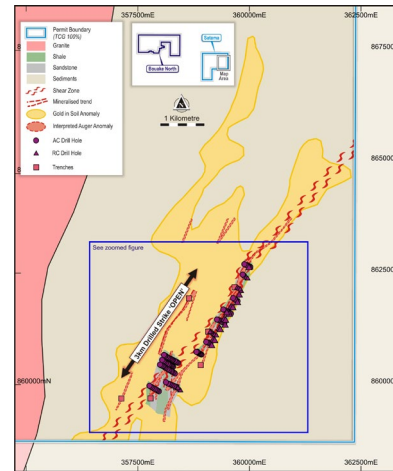 357500mE
360000mE
362500mE
Permit Boundary
(TCG 100%)
Granite
Shale
Sandstone
Sediments
Shear Zone
Mineralised trend
Gold in Soil Anomaly
Interpreted Auger Anomaly
AC Drill Hole
RC Drill Hole
Trenches
Bouake North
Satama
Map
Area
1 Kilometre
867500
865000
See zoomed figure
862500
3km Drilled Strike 'OPEN'
860000mN
860000
357500mE
360000mE
362500mE